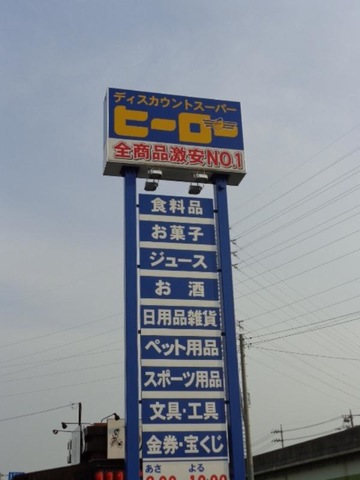 ディスカウントスーパー
ヒーロー
全商品激安NO.1
食料品
お菓子
ジュース
お酒
日用品雑貨
ペット用品
スポーツ用品
文具・工具
金券・宝くじ
あさ よる